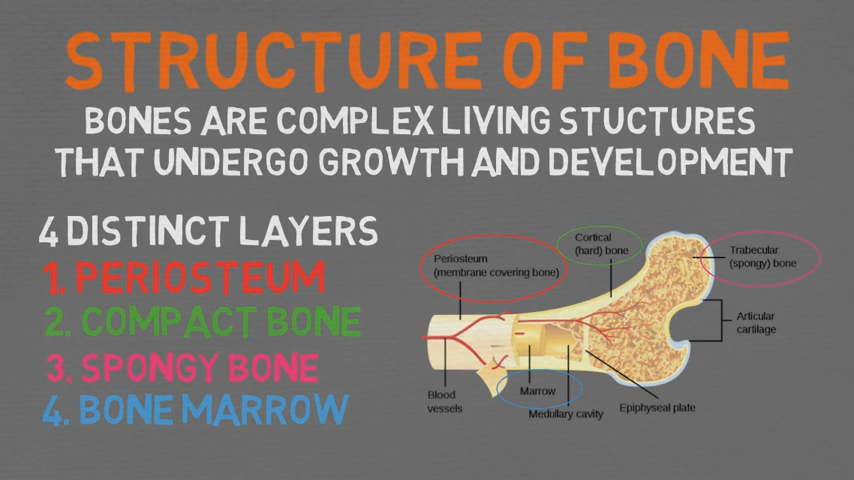 STRUCTURE OF BONE
BONES ARE COMPLEX LIVING STUCTURES
THAT UNDERGO GROWTH AND DEVELOPMENT
4 DISTINCT LAYERS
1. PERIOSTEUM
2. COMPACT BONE
3. SPONGY BONE
4. BONE MARROW
Periosteum
(membrane covering bone)
Cortical
(hard) bone
Trabecular
(spongy) bone
Articular
cartilage
Blood
vessels
Marrow
Medullary cavity
Epiphyseal plate